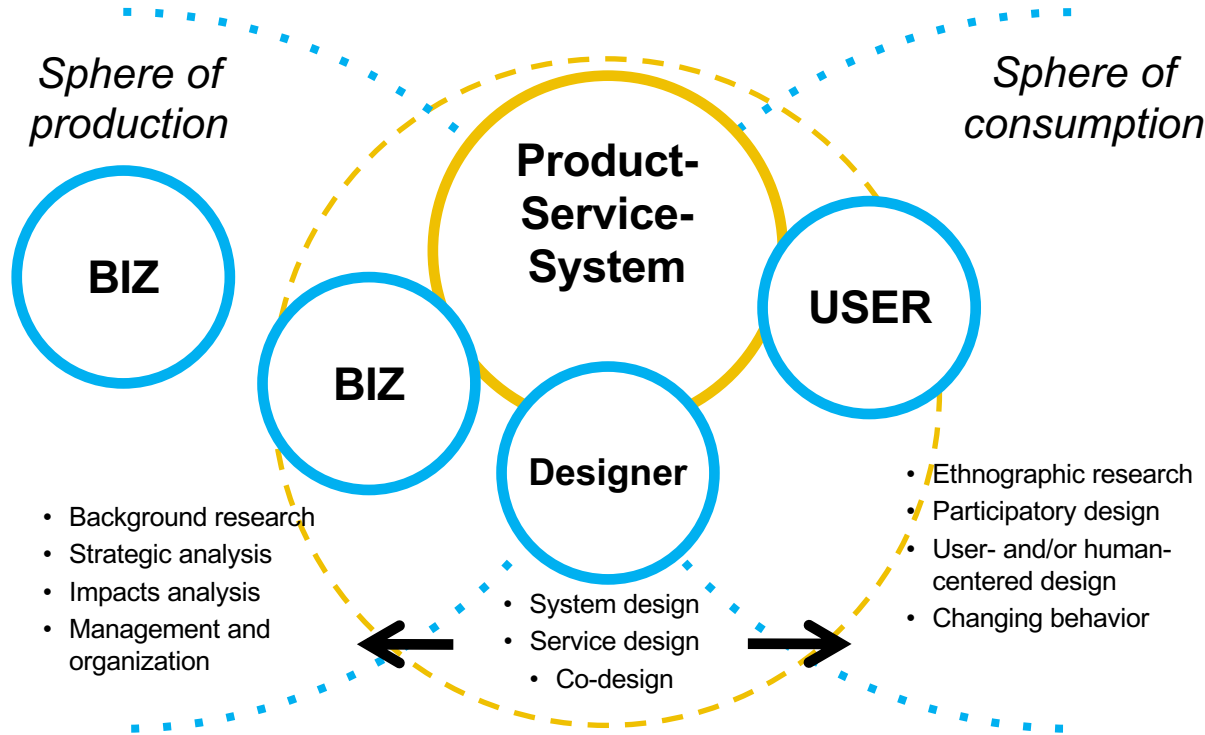 Sphere of
production
Sphere of
consumption
Product-
Service-
System
BIZ
USER
BIZ
Designer
• Background research
• Strategic analysis
• Impacts analysis
• Management and
organization
• System design
• Service design
• Co-design
• Ethnographic research
• Participatory design
• User- and/or human-
centered design
• Changing behavior